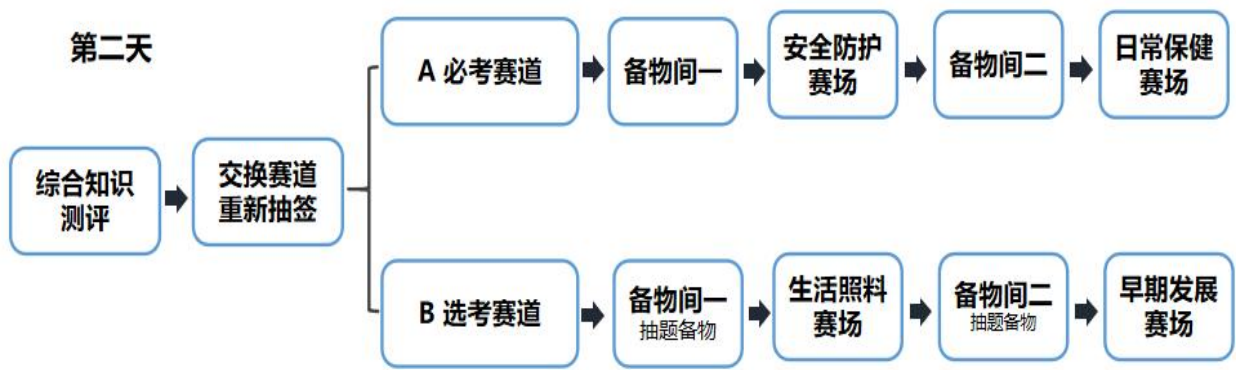 第二天
综合知识
测评
交换赛道
重新抽签
A 必考赛道
备物间一
安全防护
赛场
备物间二
日常保健
赛场
B 选考赛道
备物间一
抽题备物
生活照料
赛场
备物间二
抽题备物
早期发展
赛场